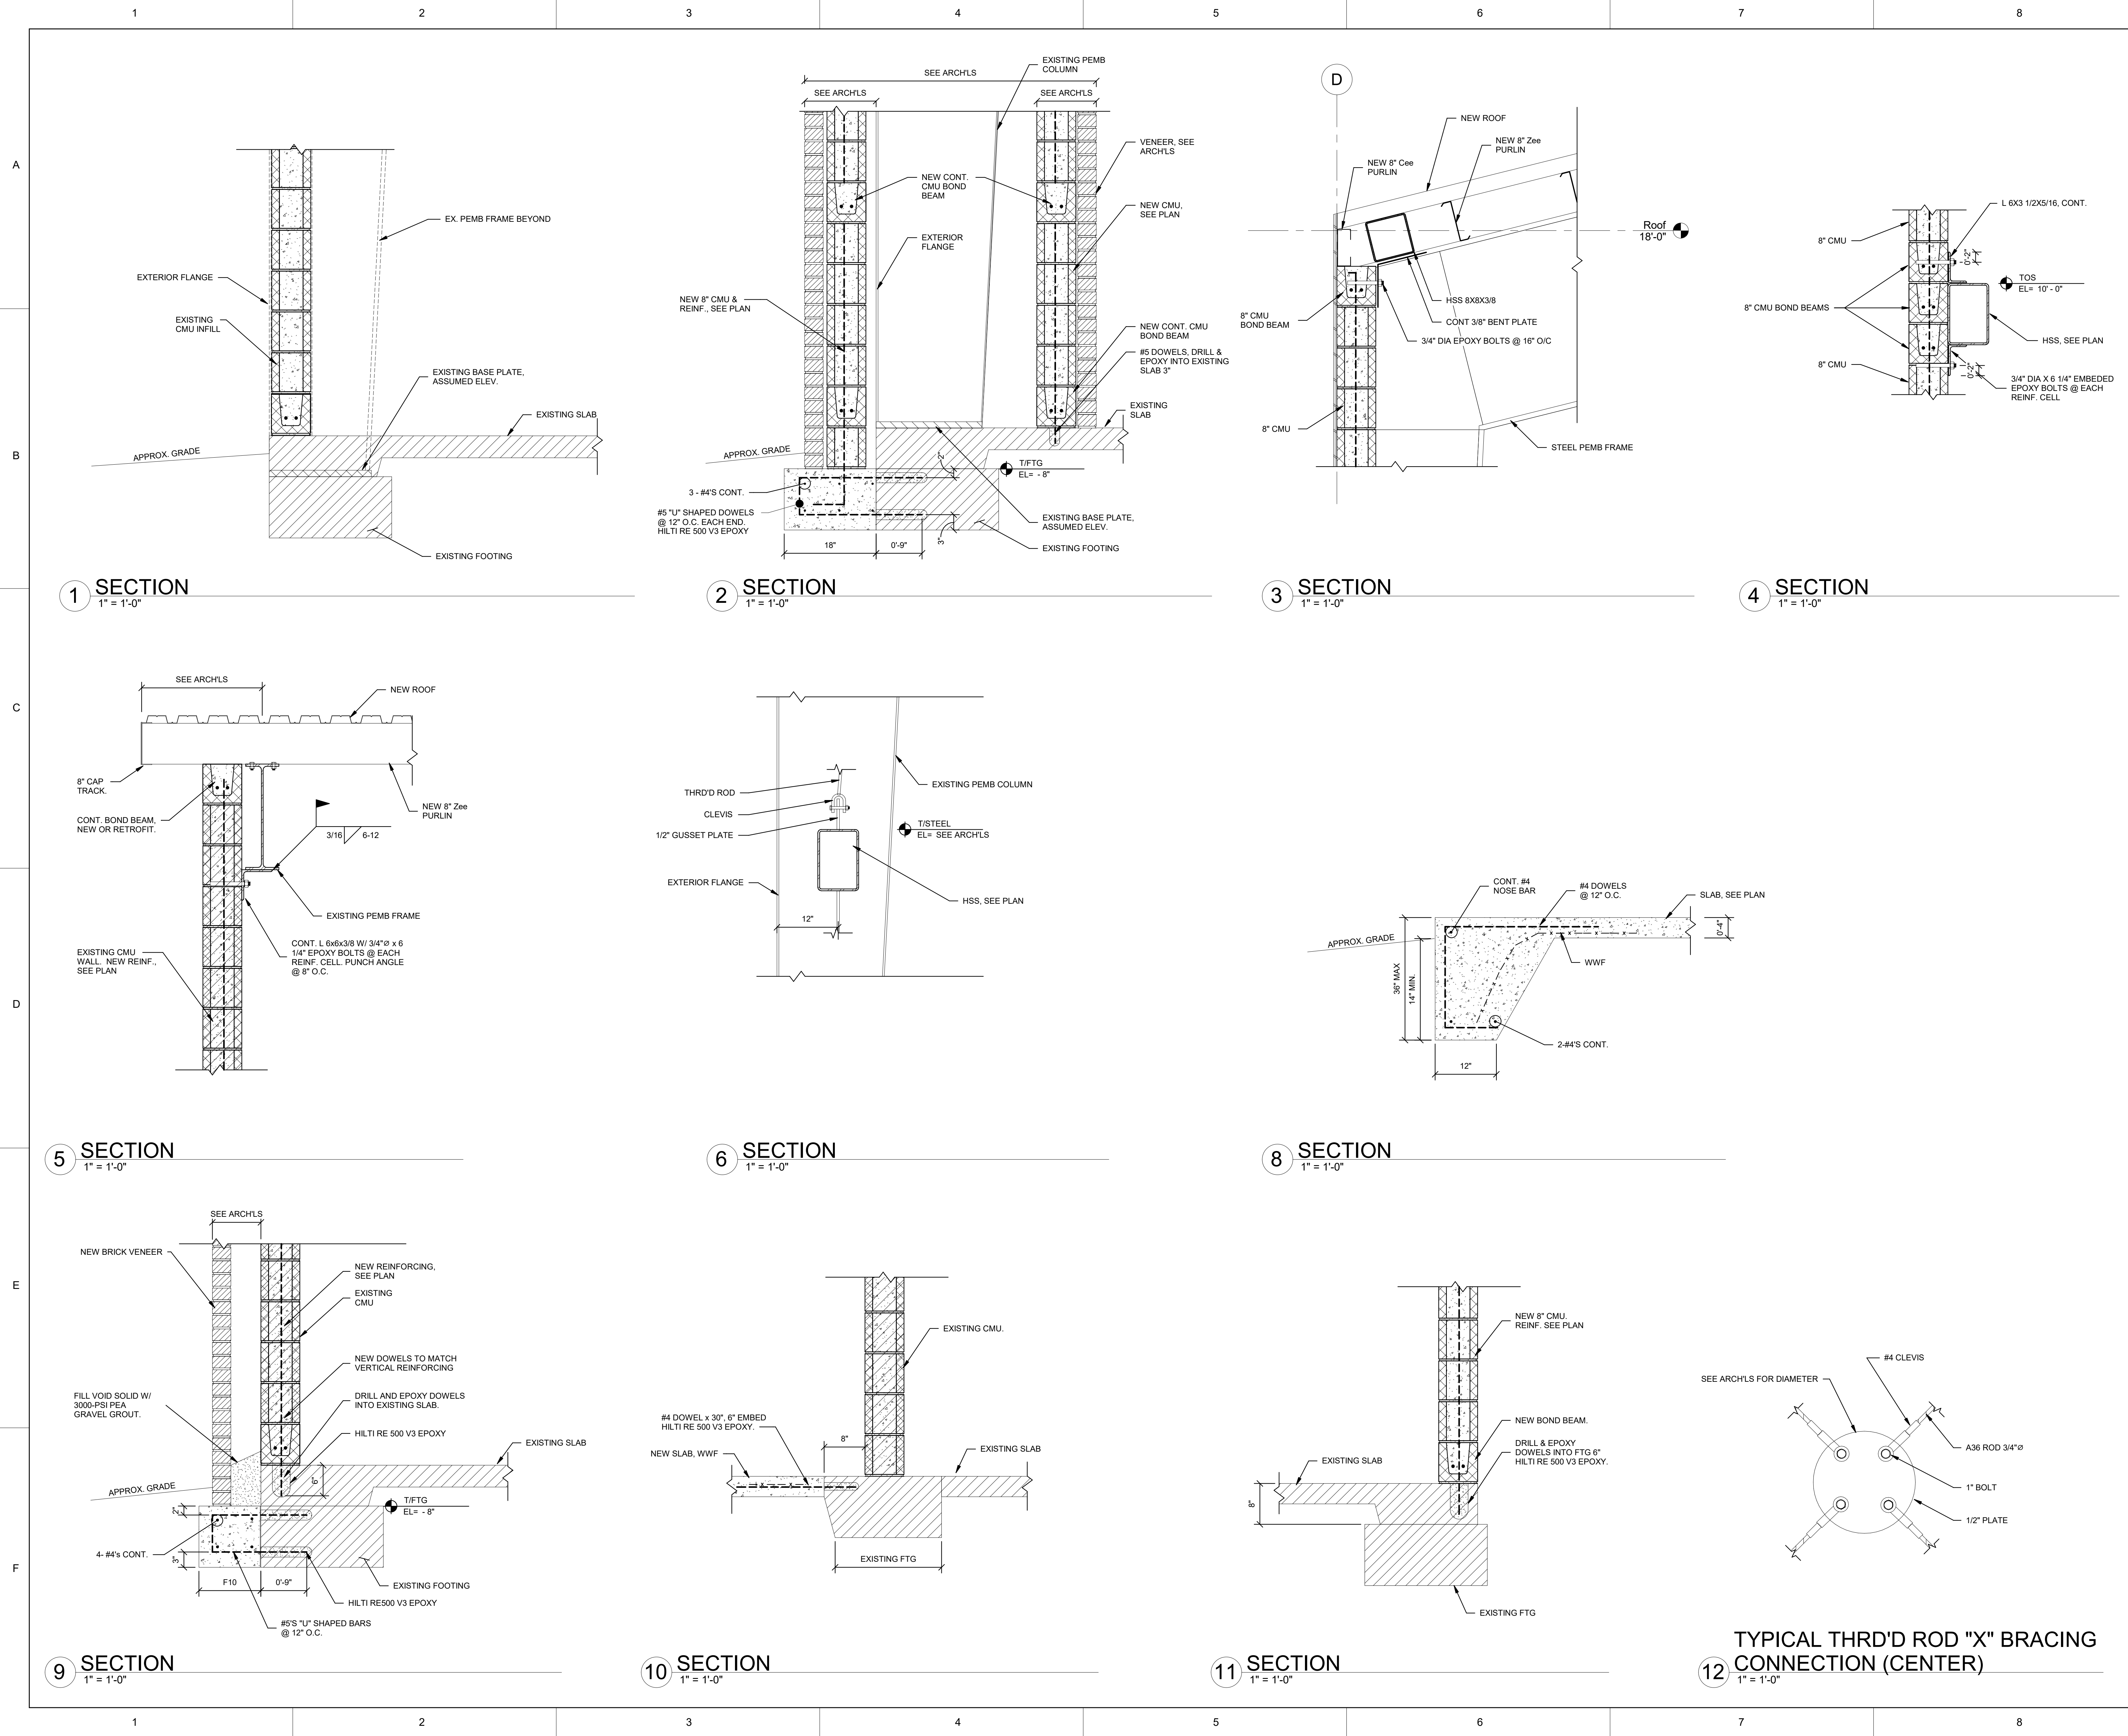 1 2 3 4 5 6 7 8
A
B
C
D
E
F
EX. PEMB FRAME BEYOND
EXTERIOR FLANGE
EXISTING
CMU INFILL
EXISTING BASE PLATE,
ASSUMED ELEV.
EXISTING SLAB
APPROX. GRADE
EXISTING FOOTING
1 SECTION
1" = 1'-0"
SEE ARCH'LS
SEE ARCH'LS
SEE ARCH'LS
EXISTING PEMB
COLUMN
VENEER, SEE
ARCH'LS
NEW CONT.
CMU BOND
BEAM
NEW CMU,
SEE PLAN
EXTERIOR
FLANGE
NEW 8" CMU &
REINF., SEE PLAN
NEW CONT. CMU
BOND BEAM
#5 DOWELS, DRILL &
EPOXY INTO EXISTING
SLAB 3"
EXISTING
SLAB
APPROX. GRADE
2"
T/FTG
EL= - 8"
3 - #4'S CONT.
#5 "U" SHAPED DOWELS
@ 12" O.C. EACH END.
HILTI RE 500 V3 EPOXY
EXISTING BASE PLATE,
ASSUMED ELEV.
3"
18"
0'-9"
EXISTING FOOTING
2 SECTION
1" = 1'-0"
D
NEW ROOF
NEW 8" Zee
PURLIN
NEW 8" Cee
PURLIN
Roof
18'-0"
HSS 8X8X3/8
8" CMU
BOND BEAM
CONT 3/8" BENT PLATE
3/4" DIA EPOXY BOLTS @ 16" O/C
8" CMU
STEEL PEMB FRAME
3 SECTION
1" = 1'-0"
L 6X3 1/2X5/16, CONT.
8" CMU
0'-2"
TOS
EL= 10' - 0"
8" CMU BOND BEAMS
HSS, SEE PLAN
8" CMU
0'-2"
3/4" DIA X 6 1/4" EMBEDED
EPOXY BOLTS @ EACH
REINF. CELL
4 SECTION
1" = 1'-0"
SEE ARCH'LS
NEW ROOF
8" CAP
TRACK.
NEW 8" Zee
PURLIN
CONT. BOND BEAM,
NEW OR RETROFIT.
3/16 6-12
EXISTING PEMB FRAME
EXISTING CMU
WALL. NEW REINF.,
SEE PLAN
CONT. L 6x6x3/8 W/ 3/4"Ø x 6
1/4" EPOXY BOLTS @ EACH
REINF. CELL. PUNCH ANGLE
@ 8" O.C.
5 SECTION
1" = 1'-0"
THRD'D ROD
EXISTING PEMB COLUMN
CLEVIS
1/2" GUSSET PLATE
T/STEEL
EL= SEE ARCH'LS
EXTERIOR FLANGE
HSS, SEE PLAN
12"
6 SECTION
1" = 1'-0"
CONT. #4
NOSE BAR
#4 DOWELS
@ 12" O.C.
SLAB, SEE PLAN
0'-4"
APPROX. GRADE
WWF
36" MAX
14" MIN.
2-#4'S CONT.
12"
8 SECTION
1" = 1'-0"
SEE ARCH'LS
NEW BRICK VENEER
NEW REINFORCING,
SEE PLAN
EXISTING
CMU
NEW DOWELS TO MATCH
VERTICAL REINFORCING
FILL VOID SOLID W/
3000-PSI PEA
GRAVEL GROUT.
DRILL AND EPOXY DOWELS
INTO EXISTING SLAB.
HILTI RE 500 V3 EPOXY
EXISTING SLAB
6"
APPROX. GRADE
2"
T/FTG
EL= - 8"
4- #4's CONT.
3"
F10
0'-9"
EXISTING FOOTING
HILTI RE500 V3 EPOXY
#5'S "U" SHAPED BARS
@ 12" O.C.
9 SECTION
1" = 1'-0"
EXISTING CMU.
#4 DOWEL x 30", 6" EMBED
HILTI RE 500 V3 EPOXY.
8"
NEW SLAB, WWF
EXISTING SLAB
EXISTING FTG
10 SECTION
1" = 1'-0"
NEW 8" CMU.
REINF. SEE PLAN
NEW BOND BEAM.
DRILL & EPOXY
DOWELS INTO FTG 6"
HILTI RE 500 V3 EPOXY.
EXISTING SLAB
8"
EXISTING FTG
11 SECTION
1" = 1'-0"
#4 CLEVIS
SEE ARCH'LS FOR DIAMETER
A36 ROD 3/4"Ø
1" BOLT
1/2" PLATE
TYPICAL THRD'D ROD "X" BRACING
12 CONNECTION (CENTER)
1" = 1'-0"
1 2 3 4 5 6 7 8